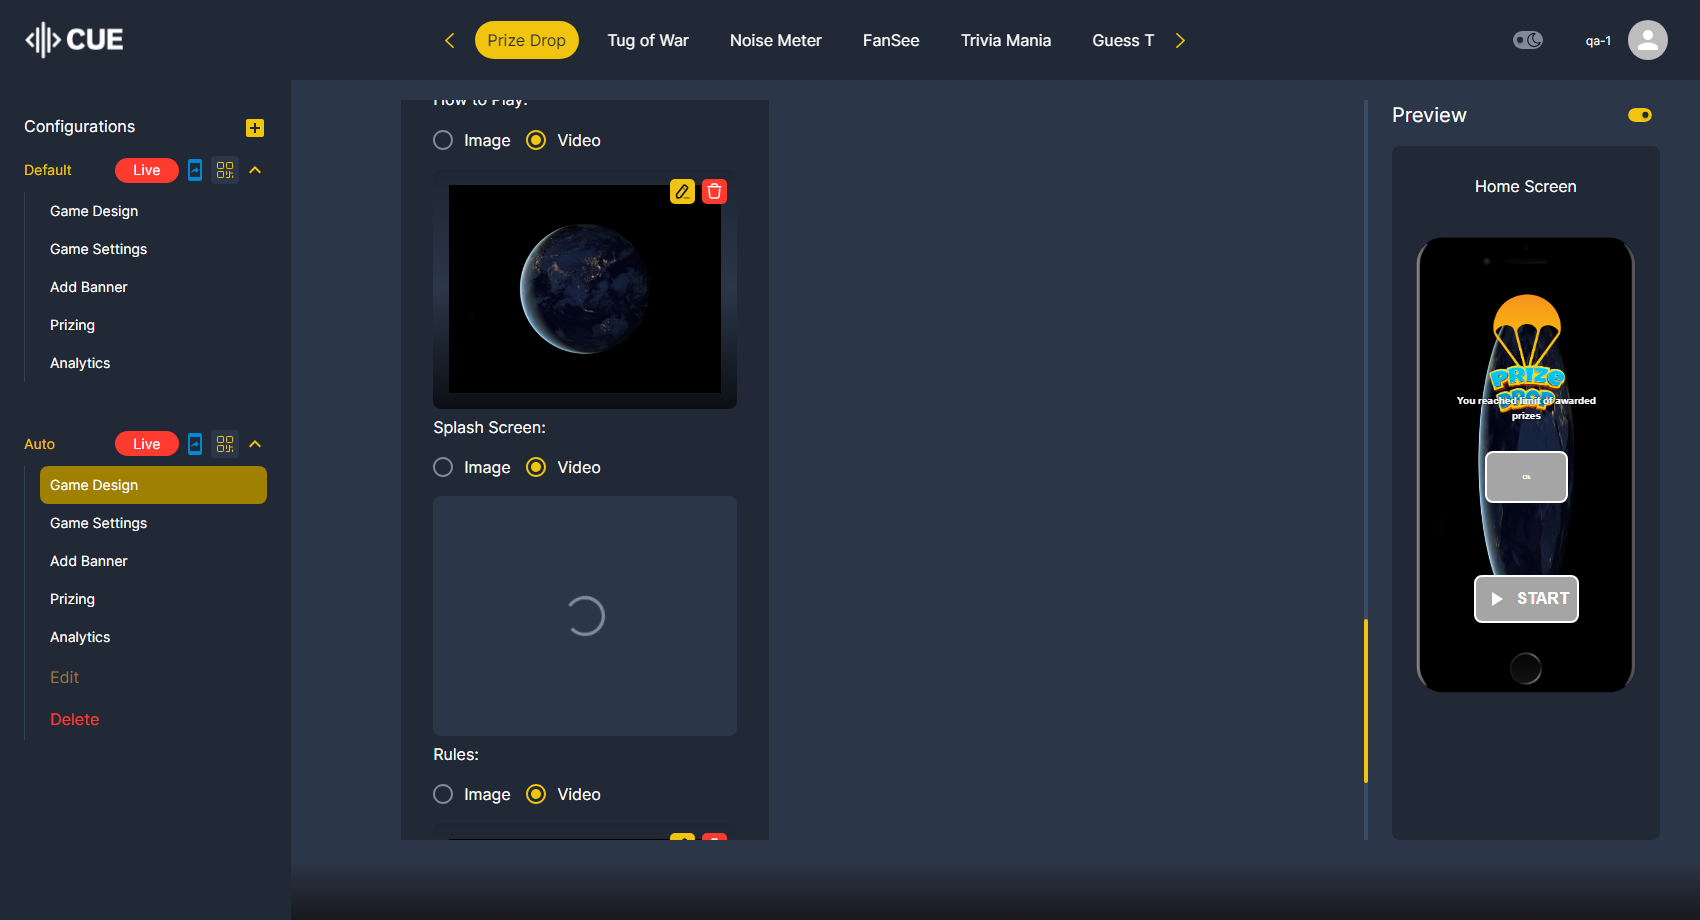 CUE
Prize Drop
Tug of War
Noise Meter
FanSee
Trivia Mania
Guess T
qa-1
Configurations
Default
Live
Game Design
Game Settings
Add Banner
Prizing
Analytics
Auto
Live
Game Design
Game Settings
Add Banner
Prizing
Analytics
Edit
Delete
How to Play:
Image
Video
Splash Screen:
Image
Video
Rules:
Image
Video
Preview
Home Screen
PRIZE
DROP
You reached limit of awarded
prizes
Ok
START